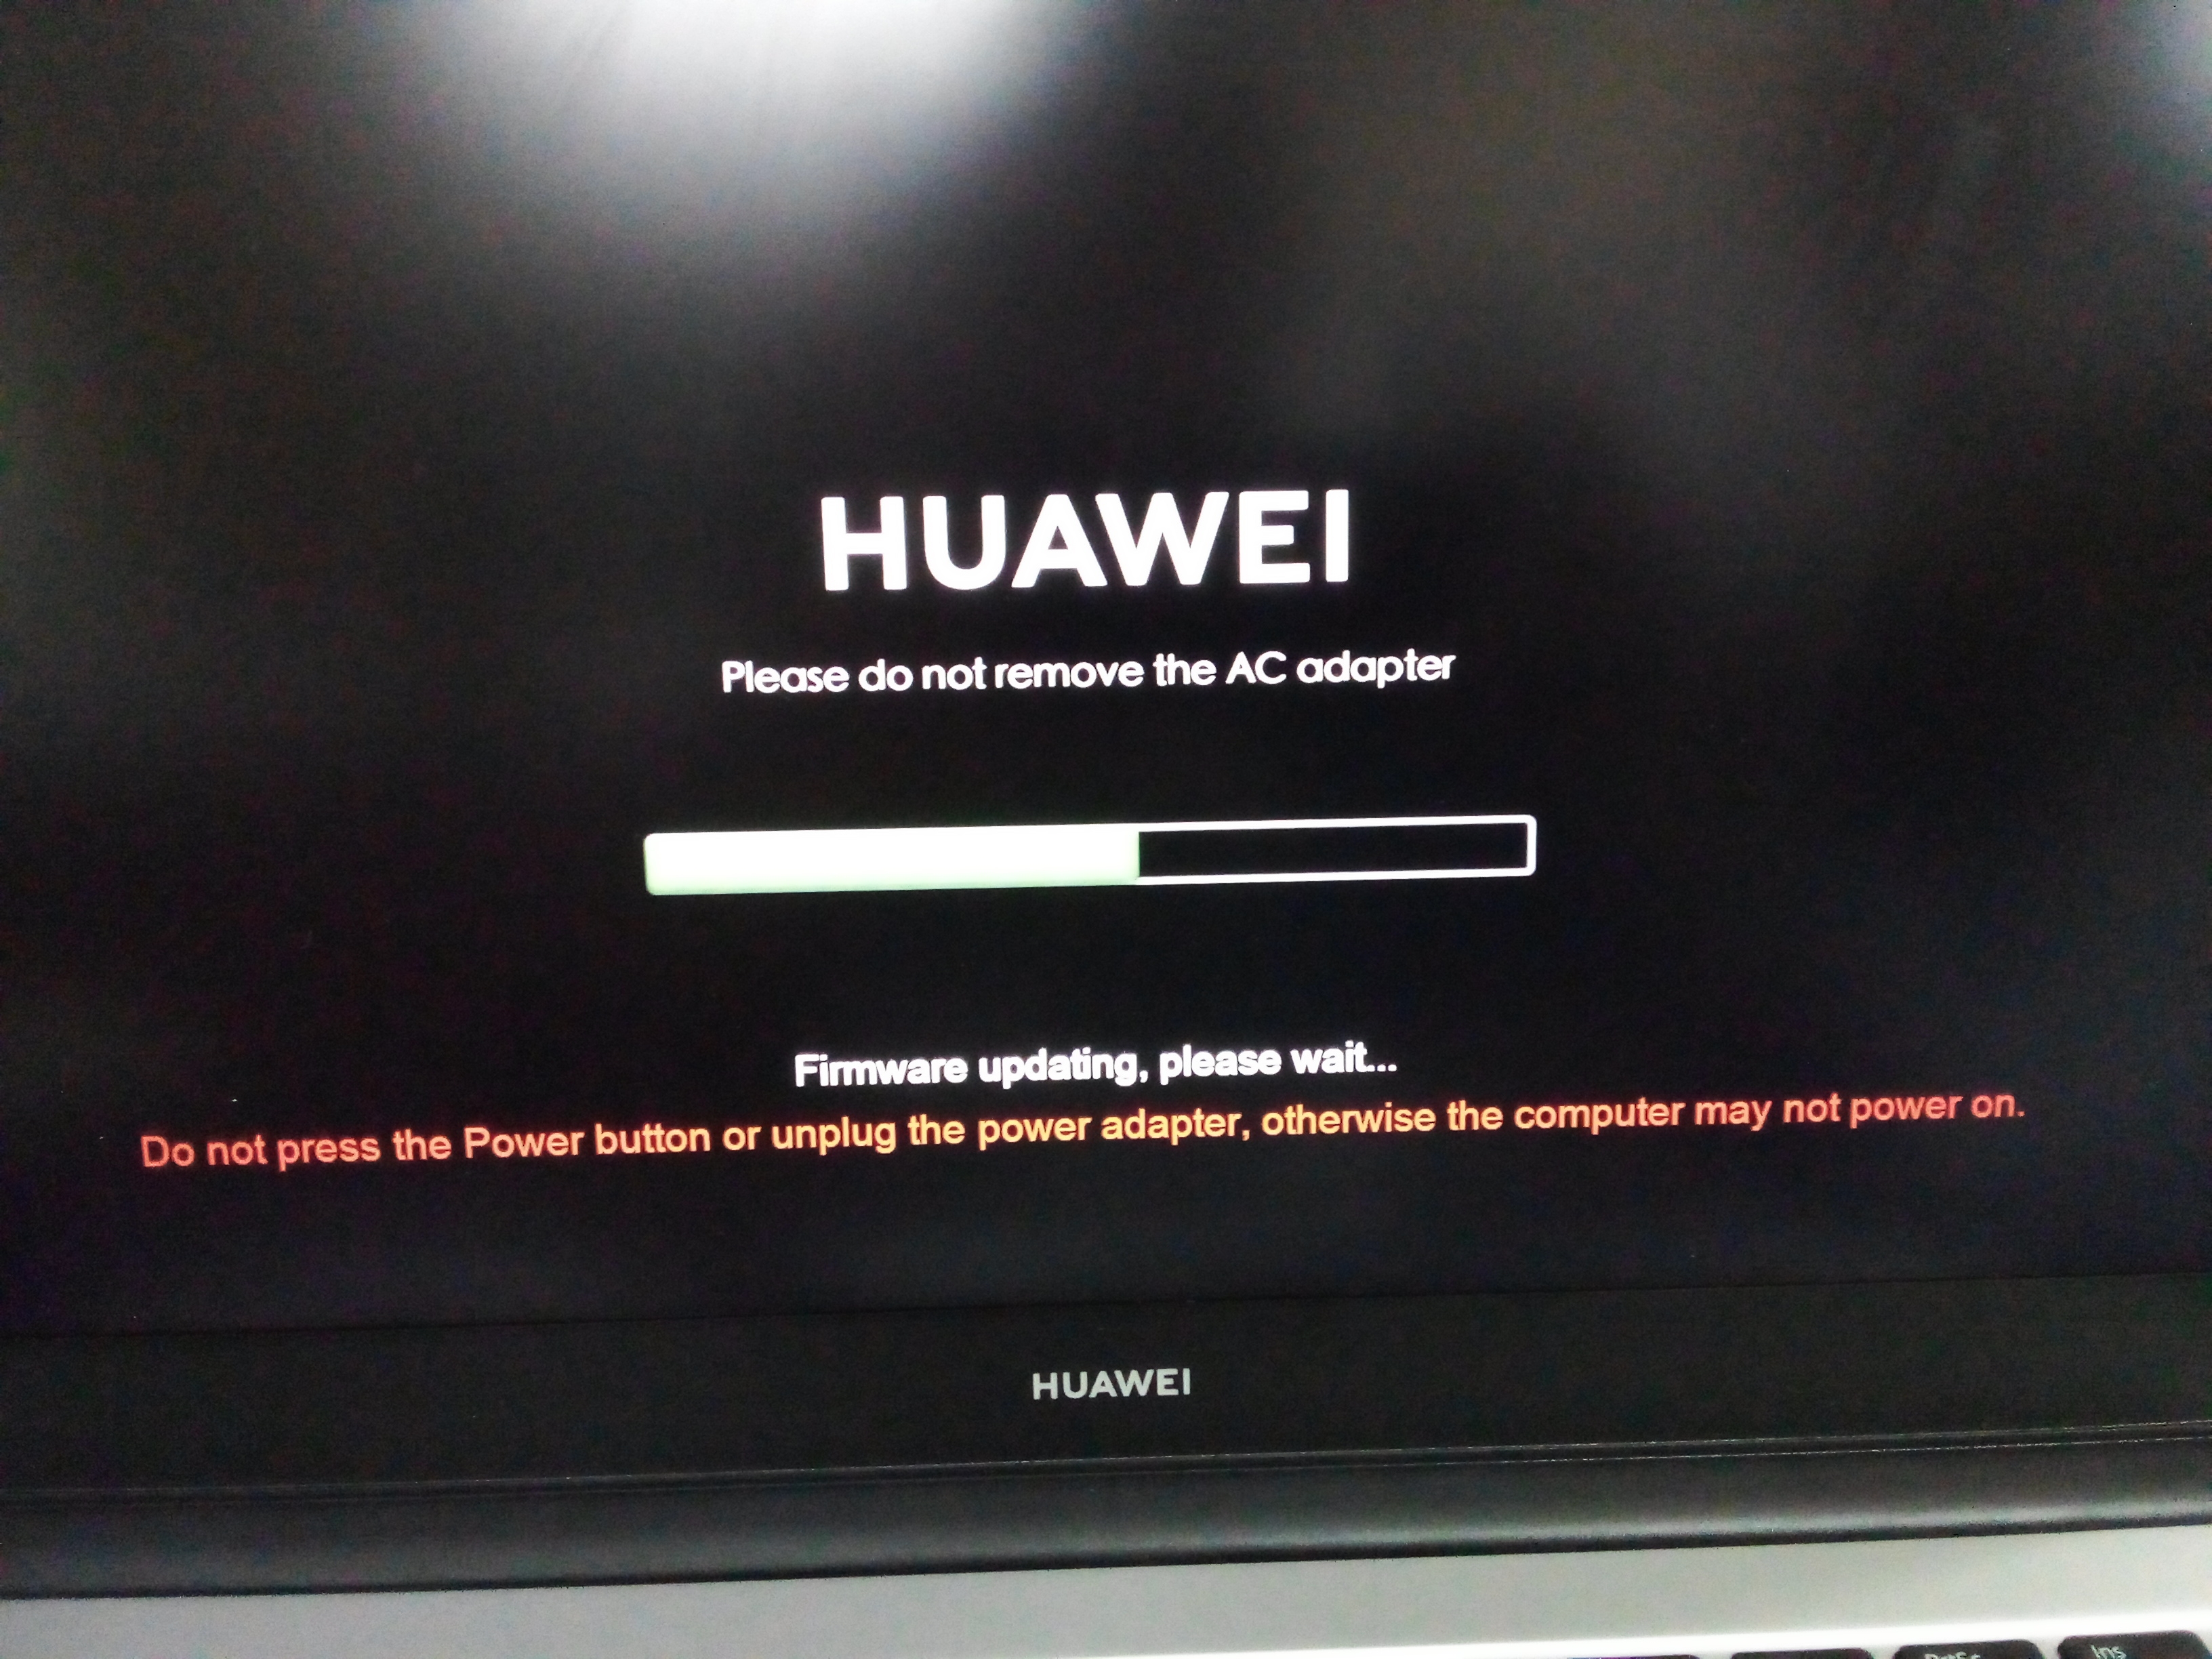 HUAWEI
Please do not remove the AC adapter
Firmware updating, please wait...
Do not press the Power button or unplug the power adapter, otherwise the computer may not power on.
HUAWEI
Ins